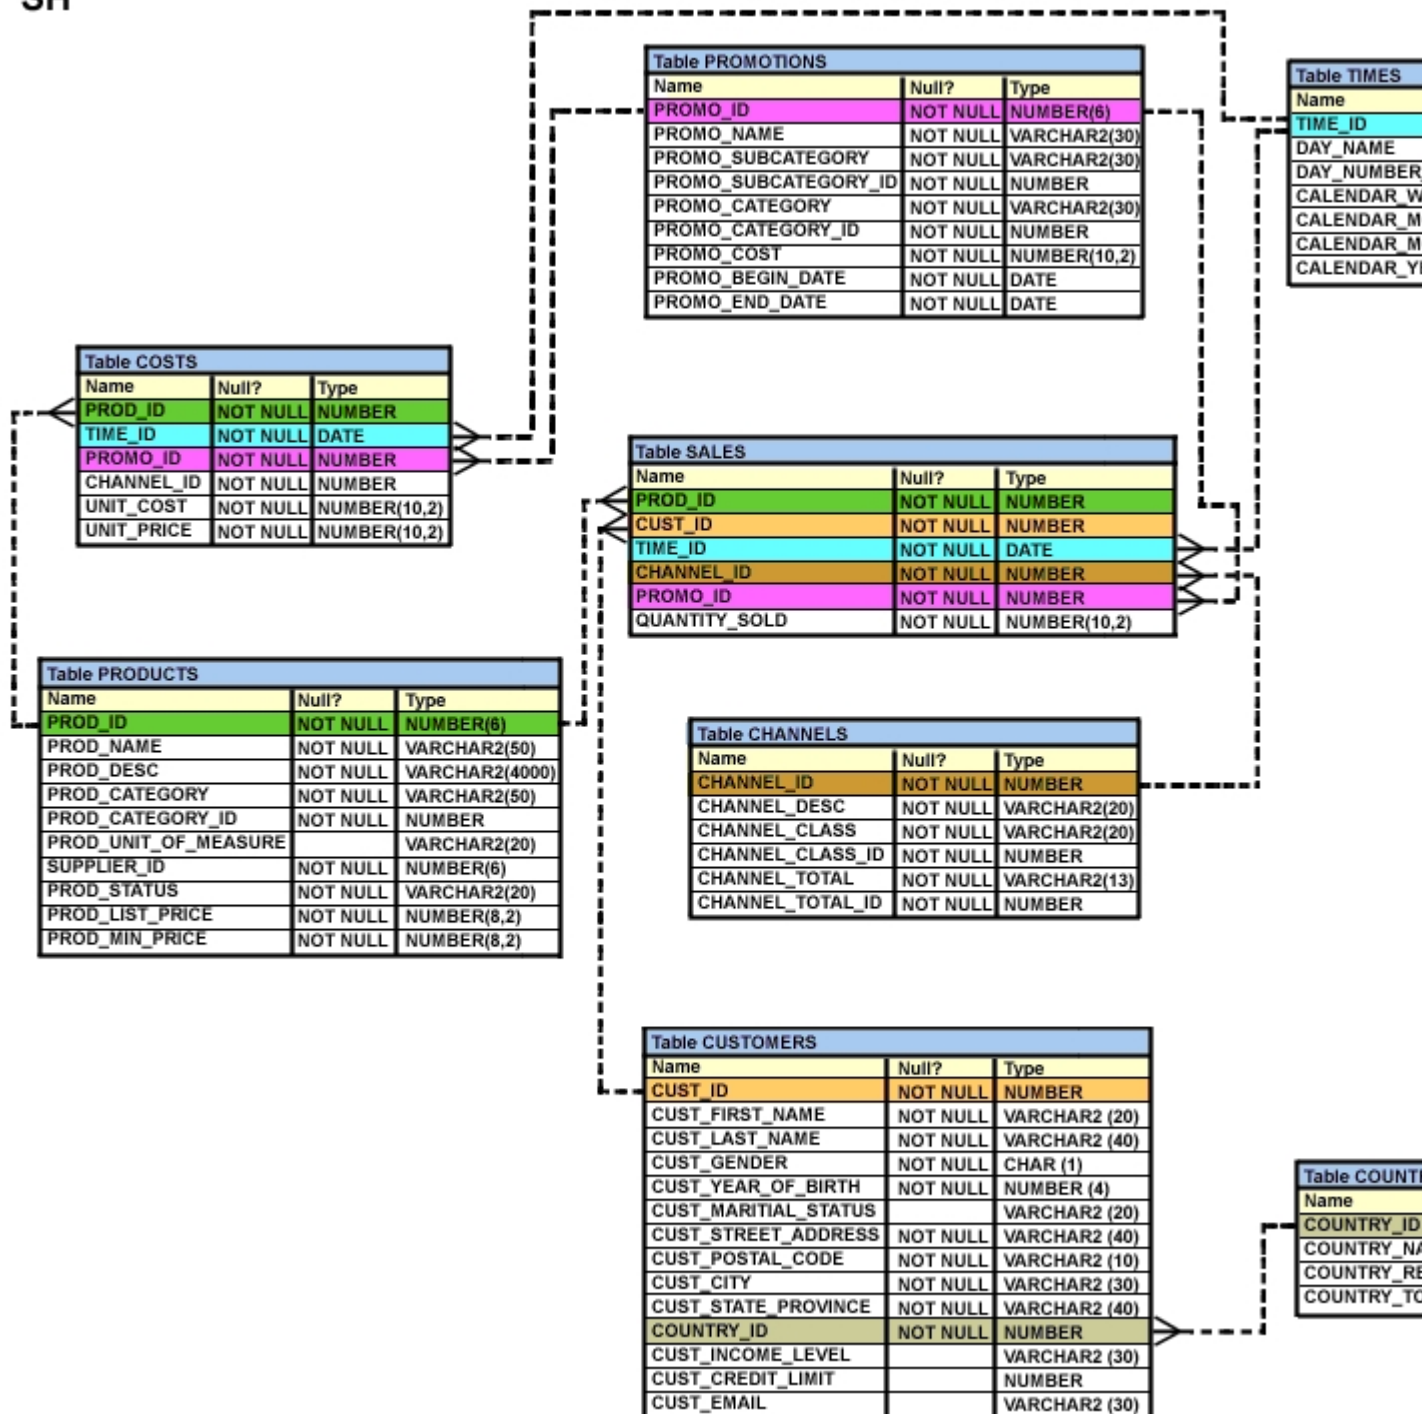 SH
Table PROMOTIONS
Name Null? Type
PROMO_ID NOT NULL NUMBER(6)
PROMO_NAME NOT NULL VARCHAR2(30)
PROMO_SUBCATEGORY NOT NULL VARCHAR2(30)
PROMO_SUBCATEGORY_ID NOT NULL NUMBER
PROMO_CATEGORY NOT NULL VARCHAR2(30)
PROMO_CATEGORY_ID NOT NULL NUMBER
PROMO_COST NOT NULL NUMBER(10,2)
PROMO_BEGIN_DATE NOT NULL DATE
PROMO_END_DATE NOT NULL DATE
Table TIMES
Name
TIME_ID
DAY_NAME
DAY_NUMBER
CALENDAR_W
CALENDAR_M
CALENDAR_M
CALENDAR_Y
Table COSTS
Name Null? Type
PROD_ID NOT NULL NUMBER
TIME_ID NOT NULL DATE
PROMO_ID NOT NULL NUMBER
CHANNEL_ID NOT NULL NUMBER
UNIT_COST NOT NULL NUMBER(10,2)
UNIT_PRICE NOT NULL NUMBER(10,2)
Table SALES
Name Null? Type
PROD_ID NOT NULL NUMBER
CUST_ID NOT NULL NUMBER
TIME_ID NOT NULL DATE
CHANNEL_ID NOT NULL NUMBER
PROMO_ID NOT NULL NUMBER
QUANTITY_SOLD NOT NULL NUMBER(10,2)
Table PRODUCTS
Name Null? Type
PROD_ID NOT NULL NUMBER(6)
PROD_NAME NOT NULL VARCHAR2(50)
PROD_DESC NOT NULL VARCHAR2(4000)
PROD_CATEGORY NOT NULL VARCHAR2(50)
PROD_CATEGORY_ID NOT NULL NUMBER
PROD_UNIT_OF_MEASURE VARCHAR2(20)
SUPPLIER_ID NOT NULL NUMBER(6)
PROD_STATUS NOT NULL VARCHAR2(20)
PROD_LIST_PRICE NOT NULL NUMBER(8,2)
PROD_MIN_PRICE NOT NULL NUMBER(8,2)
Table CHANNELS
Name Null? Type
CHANNEL_ID NOT NULL NUMBER
CHANNEL_DESC NOT NULL VARCHAR2(20)
CHANNEL_CLASS NOT NULL VARCHAR2(20)
CHANNEL_CLASS_ID NOT NULL NUMBER
CHANNEL_TOTAL NOT NULL VARCHAR2(13)
CHANNEL_TOTAL_ID NOT NULL NUMBER
Table CUSTOMERS
Name Null? Type
CUST_ID NOT NULL NUMBER
CUST_FIRST_NAME NOT NULL VARCHAR2 (20)
CUST_LAST_NAME NOT NULL VARCHAR2 (40)
CUST_GENDER NOT NULL CHAR (1)
CUST_YEAR_OF_BIRTH NOT NULL NUMBER (4)
CUST_MARITIAL_STATUS VARCHAR2 (20)
CUST_STREET_ADDRESS NOT NULL VARCHAR2 (40)
CUST_POSTAL_CODE NOT NULL VARCHAR2 (10)
CUST_CITY NOT NULL VARCHAR2 (30)
CUST_STATE_PROVINCE NOT NULL VARCHAR2 (40)
COUNTRY_ID NOT NULL NUMBER
CUST_INCOME_LEVEL VARCHAR2 (30)
CUST_CREDIT_LIMIT NUMBER
CUST_EMAIL VARCHAR2 (30)
Table COUNT
Name
COUNTRY_ID
COUNTRY_NA
COUNTRY_RE
COUNTRY_TO